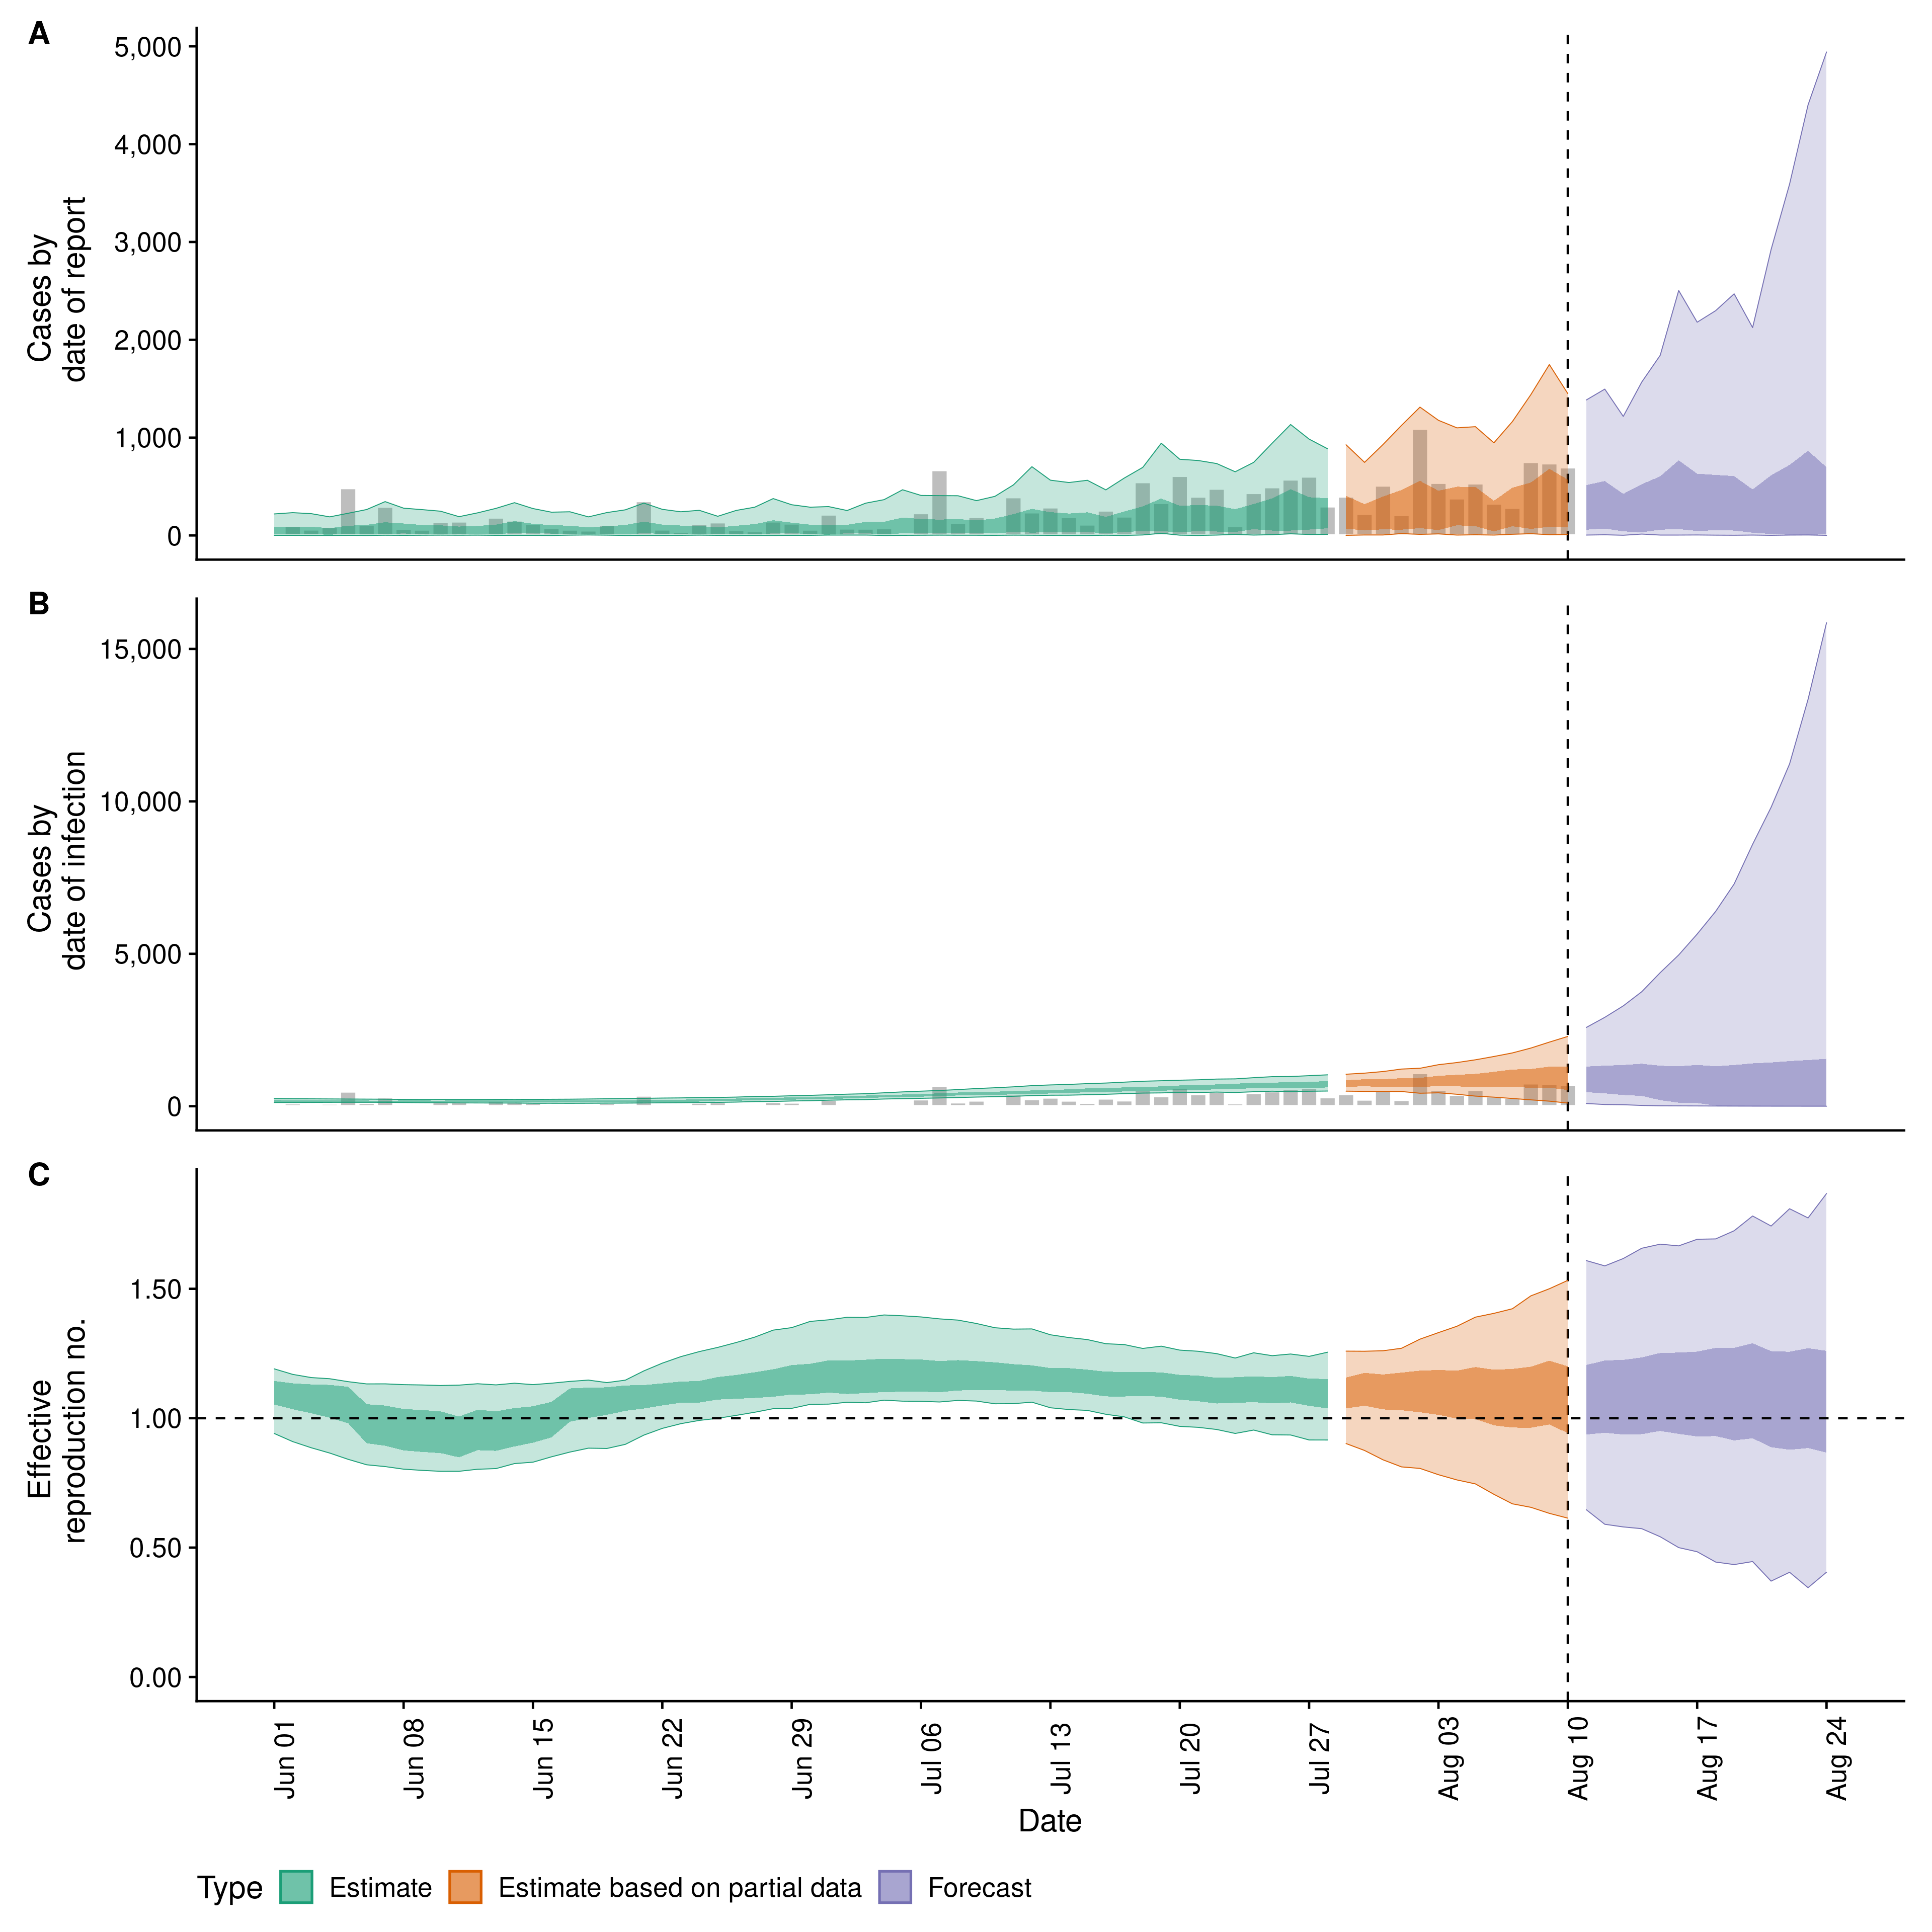 A
5,000
4,000
3,000
2,000
1,000
0
Cases by
date of report
B
15,000
10,000
5,000
0
Cases by
date of infection
C
1.50
1.00
0.50
0.00
Effective
reproduction no.
Jun 01
Jun 08
Jun 15
Jun 22
Jun 29
Jul 06
Jul 13
Jul 20
Jul 27
Aug 03
Aug 10
Aug 17
Aug 24
Date
Type Estimate Estimate based on partial data Forecast